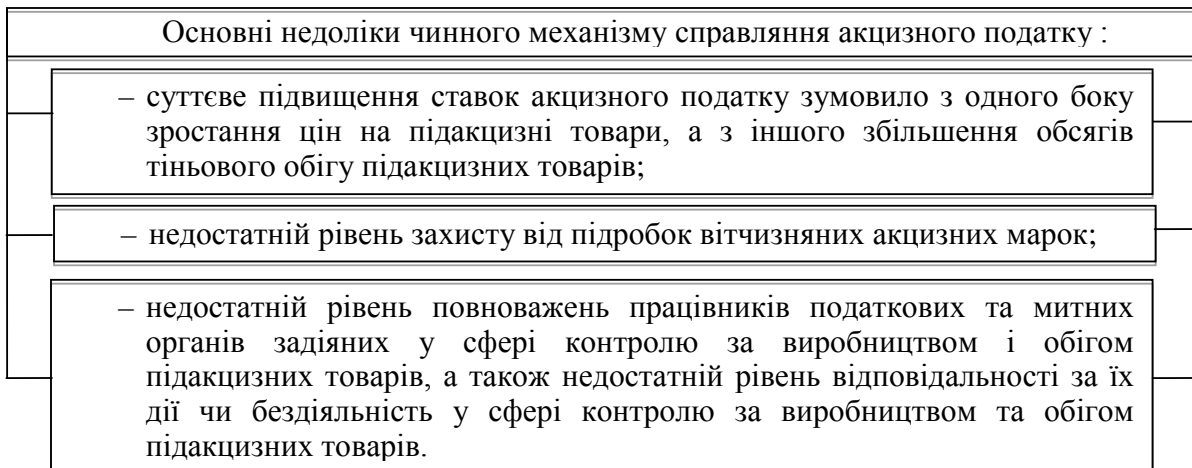 Основні недоліки чинного механізму справляння акцизного податку :
– суттєве підвищення ставок акцизного податку зумовило з одного боку
зростання цін на підакцизні товари, а з іншого збільшення обсягів
тіньового обігу підакцизних товарів;
– недостатній рівень захисту від підробок вітчизняних акцизних марок;
– недостатній рівень повноважень працівників податкових та митних
органів задіяних у сфері контролю за виробництвом і обігом
підакцизних товарів, а також недостатній рівень відповідальності за їх
дії чи бездіяльність у сфері контролю за виробництвом та обігом
підакцизних товарів.